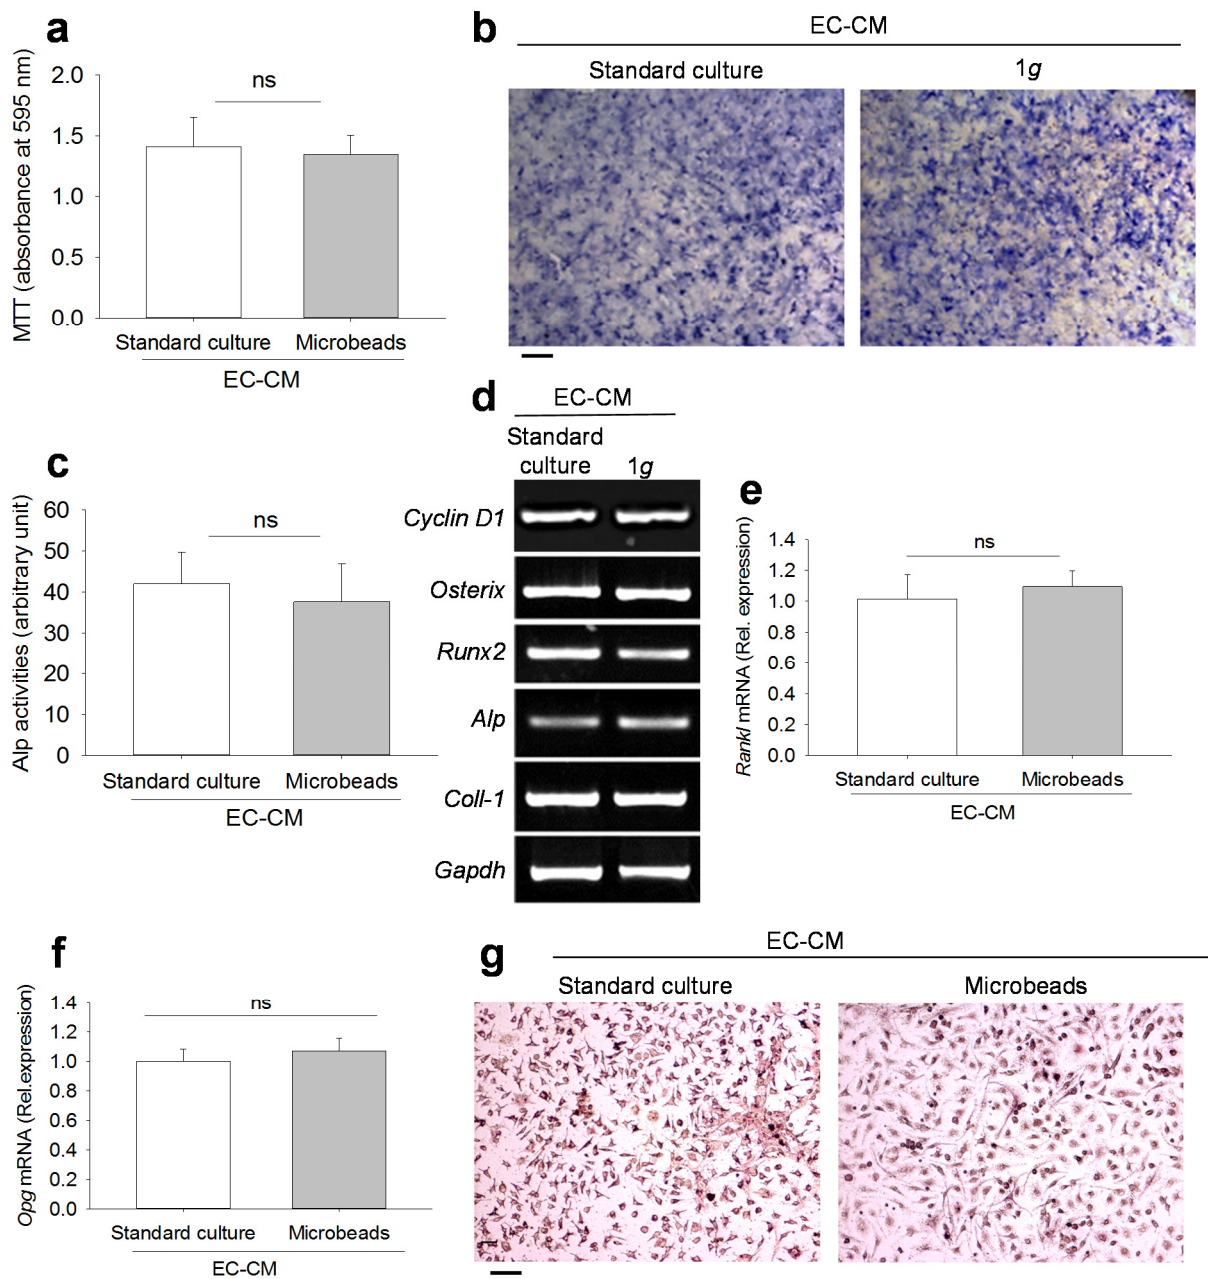 a
MTT (absorbance at 595 nm)
2.0
1.5
1.0
0.5
0.0
ns
Standard culture
Microbeads
EC-CM
b
EC-CM
Standard culture
1g
c
Alp activities (arbitrary unit)
60
50
40
30
20
10
0
ns
Standard culture
Microbeads
EC-CM
d
EC-CM
Standard
culture
1g
Cyclin D1
Osterix
Runx2
Alp
Coll-1
Gapdh
e
Rankl mRNA (Rel. expression)
1.4
1.2
1.0
0.8
0.6
0.4
0.2
0.0
ns
Standard culture
Microbeads
EC-CM
f
Opg mRNA (Rel.expression)
1.4
1.2
1.0
0.8
0.6
0.4
0.2
0.0
ns
Standard culture
Microbeads
EC-CM
g
EC-CM
Standard culture
Microbeads